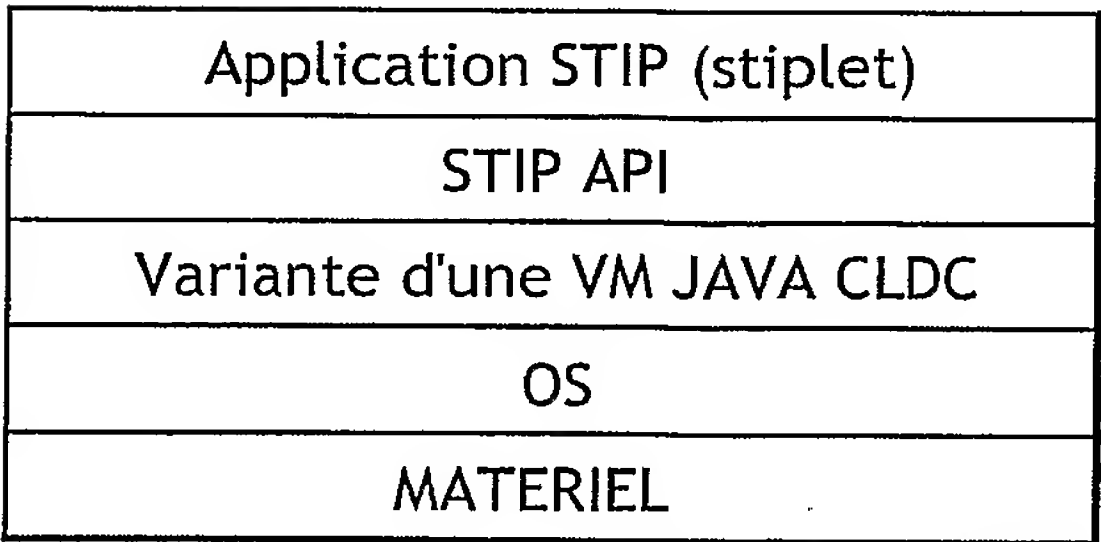 Application STIP (stiplet)
STIP API
Variante d'une VM JAVA CLDC
OS
MATERIEL